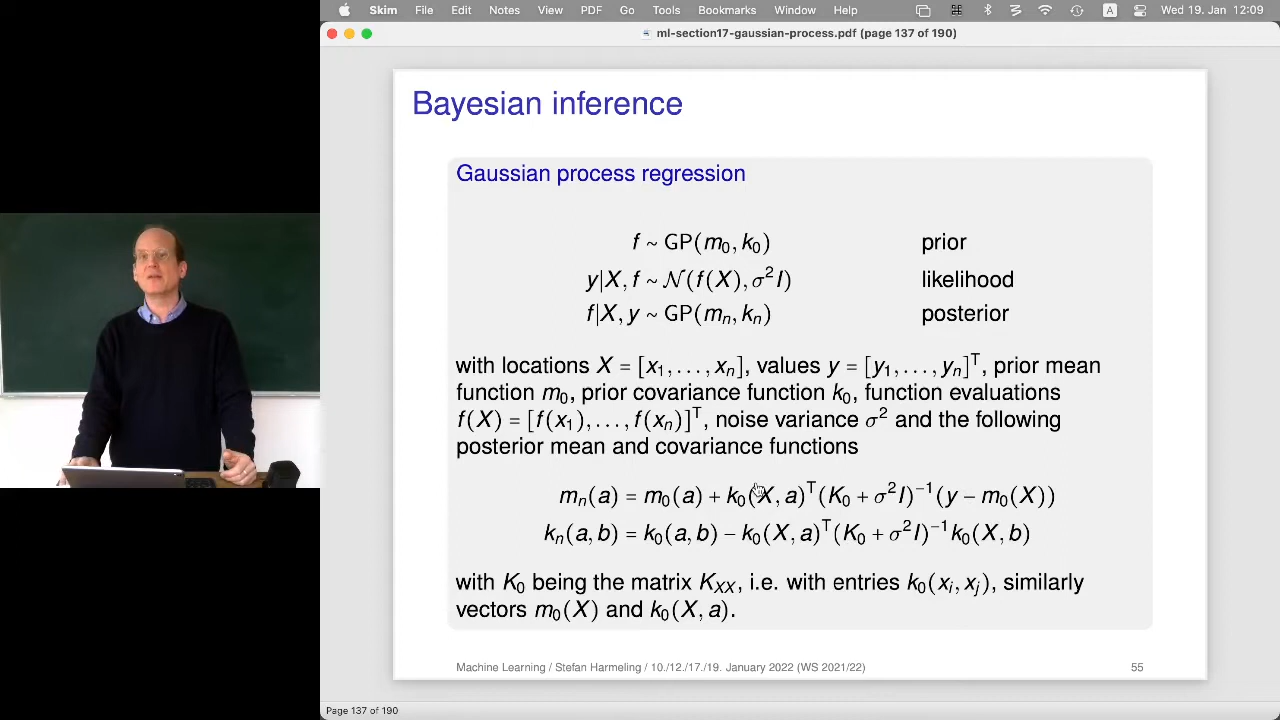 Skim File Edit Notes View PDF Go Tools Bookmarks Window Help A Wed 19. Jan 12:09
ml-section17-gaussian-process.pdf (page 137 of 190)
Bayesian inference
Gaussian process regression
f ~ GP(m₀, k₀) prior
y|X, f ~ 𝒩(f(X), σ²I) likelihood
f|X, y ~ GP(mₙ, kₙ) posterior
with locations X = [x₁, . . . , xₙ], values y = [y₁, . . . , yₙ]ᵀ, prior mean
function m₀, prior covariance function k₀, function evaluations
f(X) = [f(x₁), . . . , f(xₙ)]ᵀ, noise variance σ² and the following
posterior mean and covariance functions
mₙ(a) = m₀(a) + k₀(X, a)ᵀ(K₀ + σ²I)⁻¹(y − m₀(X))
kₙ(a, b) = k₀(a, b) − k₀(X, a)ᵀ(K₀ + σ²I)⁻¹k₀(X, b)
with K₀ being the matrix K_XX, i.e. with entries k₀(xᵢ, xⱼ), similarly
vectors m₀(X) and k₀(X, a).
Machine Learning / Stefan Harmeling / 10./12./17./19. January 2022 (WS 2021/22) 55
Page 137 of 190